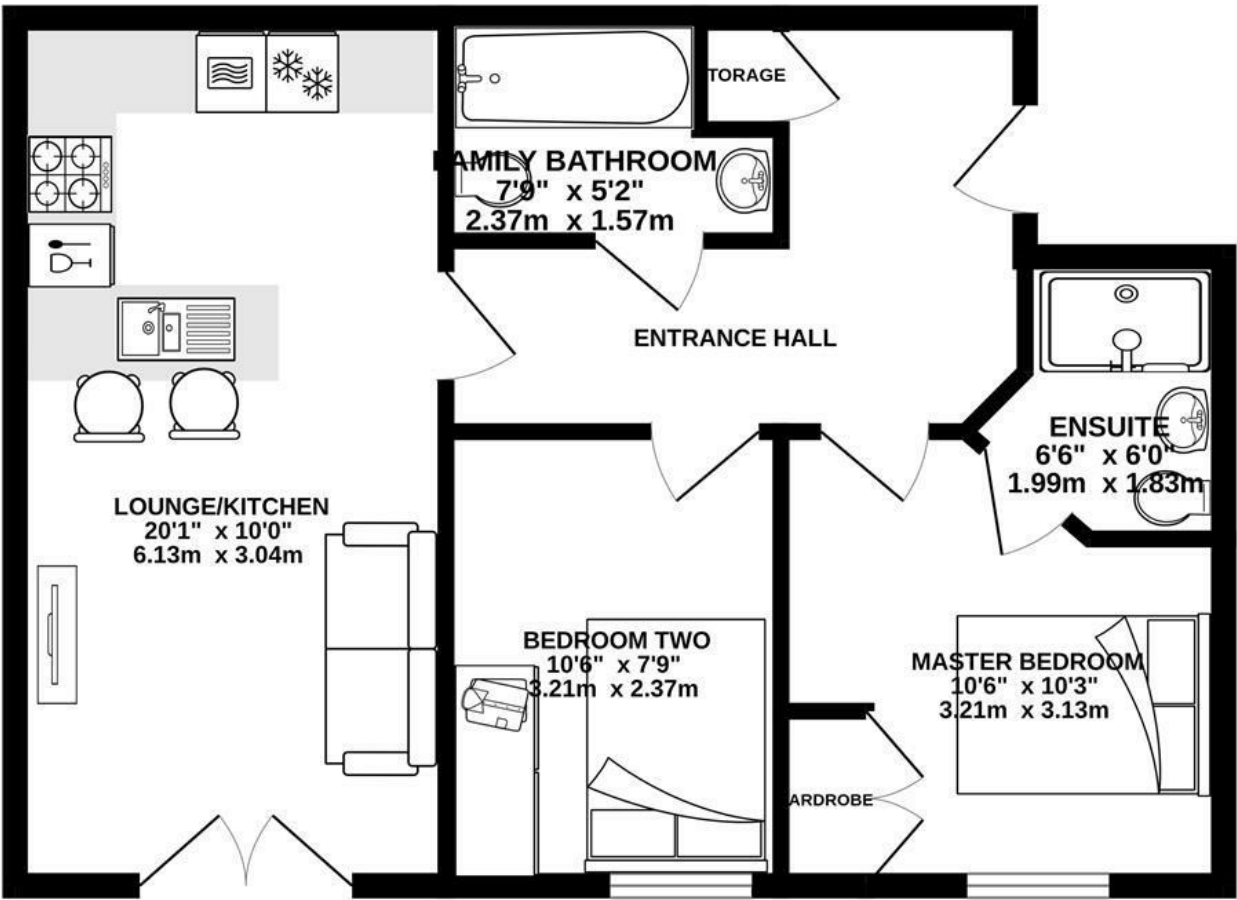 TORAGE
FAMILY BATHROOM
7'9" x 5'2"
2.37m x 1.57m
ENTRANCE HALL
ENSUITE
6'6" x 6'0"
1.99m x 1.83m
LOUNGE/KITCHEN
20'1" x 10'0"
6.13m x 3.04m
BEDROOM TWO
10'6" x 7'9"
3.21m x 2.37m
MASTER BEDROOM
10'6" x 10'3"
3.21m x 3.13m
ARDROBE